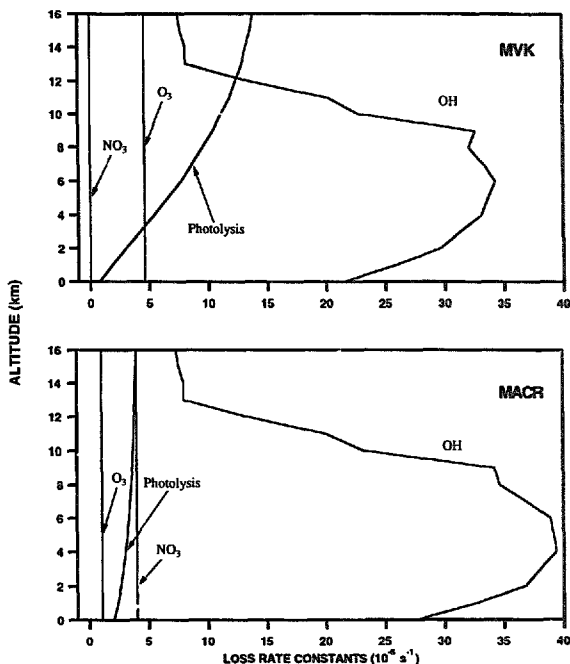 16
14
12
10
8
6
4
2
0
MVK
OH
O₃
NO₃
Photolysis
0 5 10 15 20 25 30 35 40
ALTITUDE (km)
16
14
12
10
8
6
4
2
0
MACR
OH
O₃
Photolysis
NO₃
0 5 10 15 20 25 30 35 40
LOSS RATE CONSTANTS (10⁻⁶ s⁻¹)